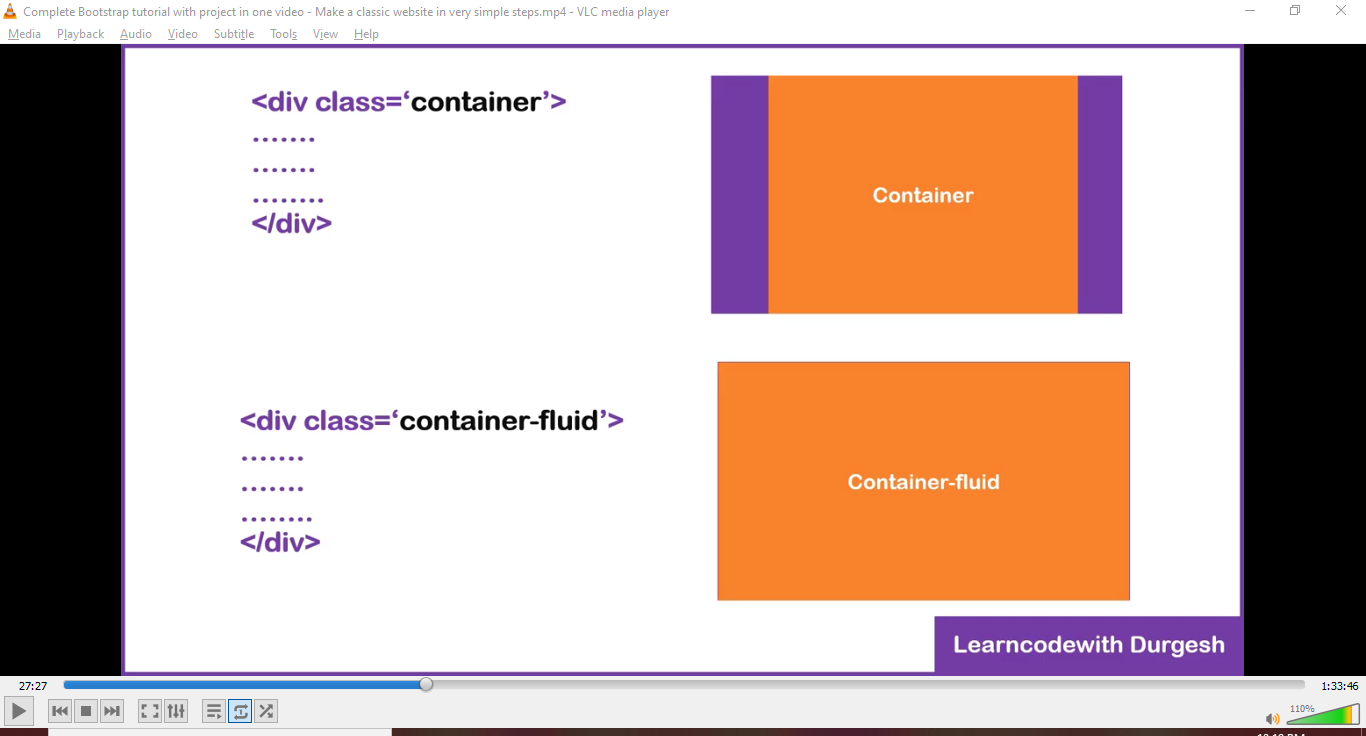 Complete Bootstrap tutorial with project in one video - Make a classic website in very simple steps.mp4 - VLC media player
Media Playback Audio Video Subtitle Tools View Help
<div class=‘container’>
.......
.......
........
</div>
Container
<div class=‘container-fluid’>
.......
.......
........
</div>
Container-fluid
Learncodewith Durgesh
27:27
1:33:46
110%